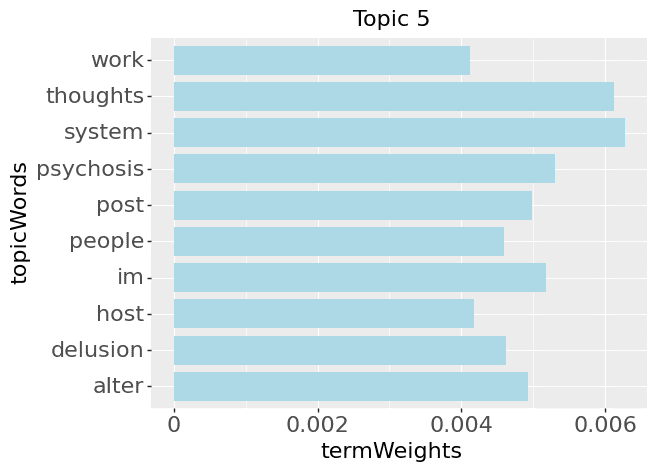 Topic 5
topicWords
work
thoughts
system
psychosis
post
people
im
host
delusion
alter
0 0.002 0.004 0.006
termWeights